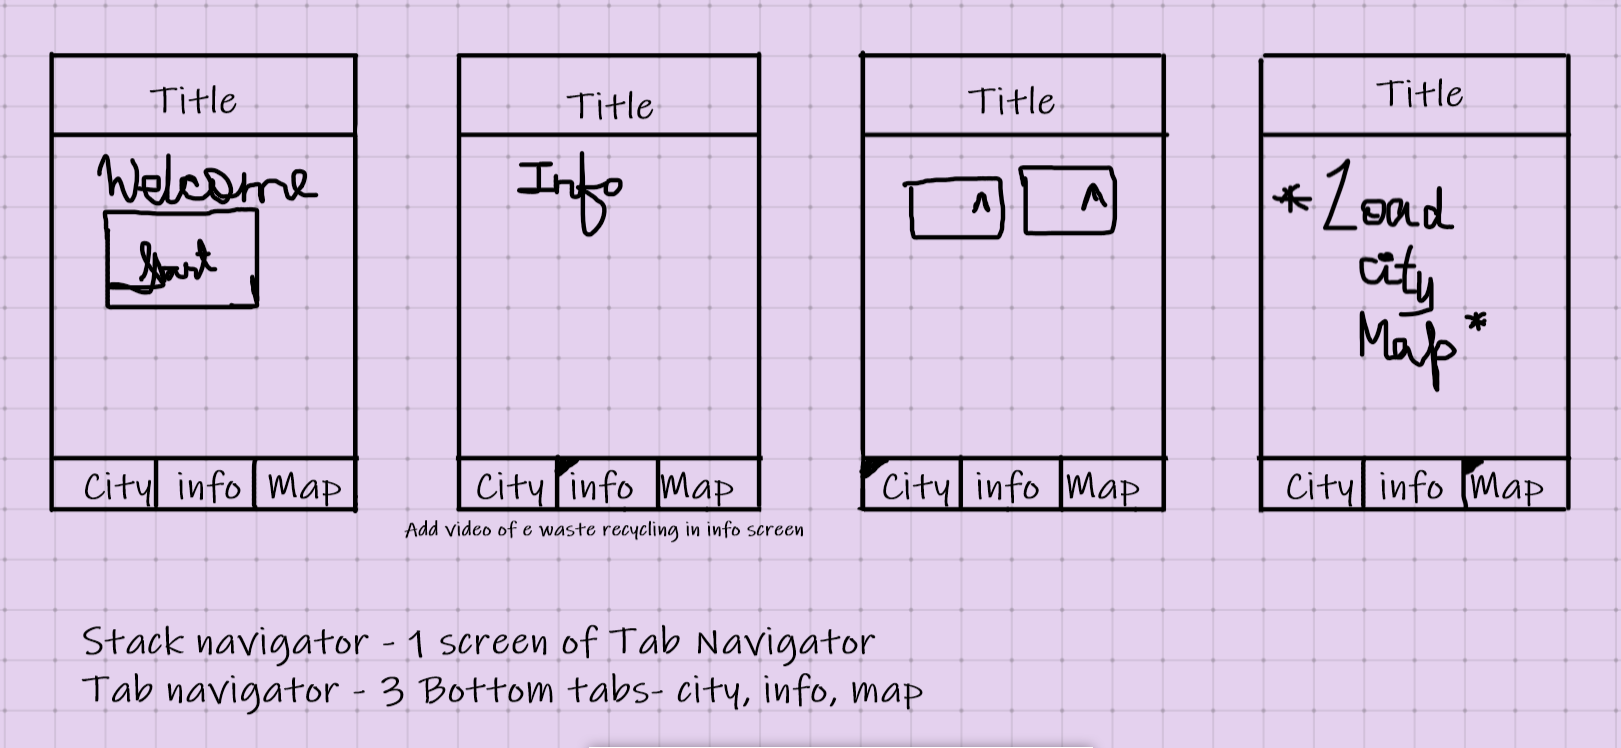 Title
Welcome
Start
City info Map
Title
Info
City info Map
Add video of e waste recycling in info screen
Title
^ ^
City info Map
Title
* Load
city
Map *
City info Map
Stack navigator - 1 screen of Tab Navigator
Tab navigator - 3 Bottom tabs- city, info, map